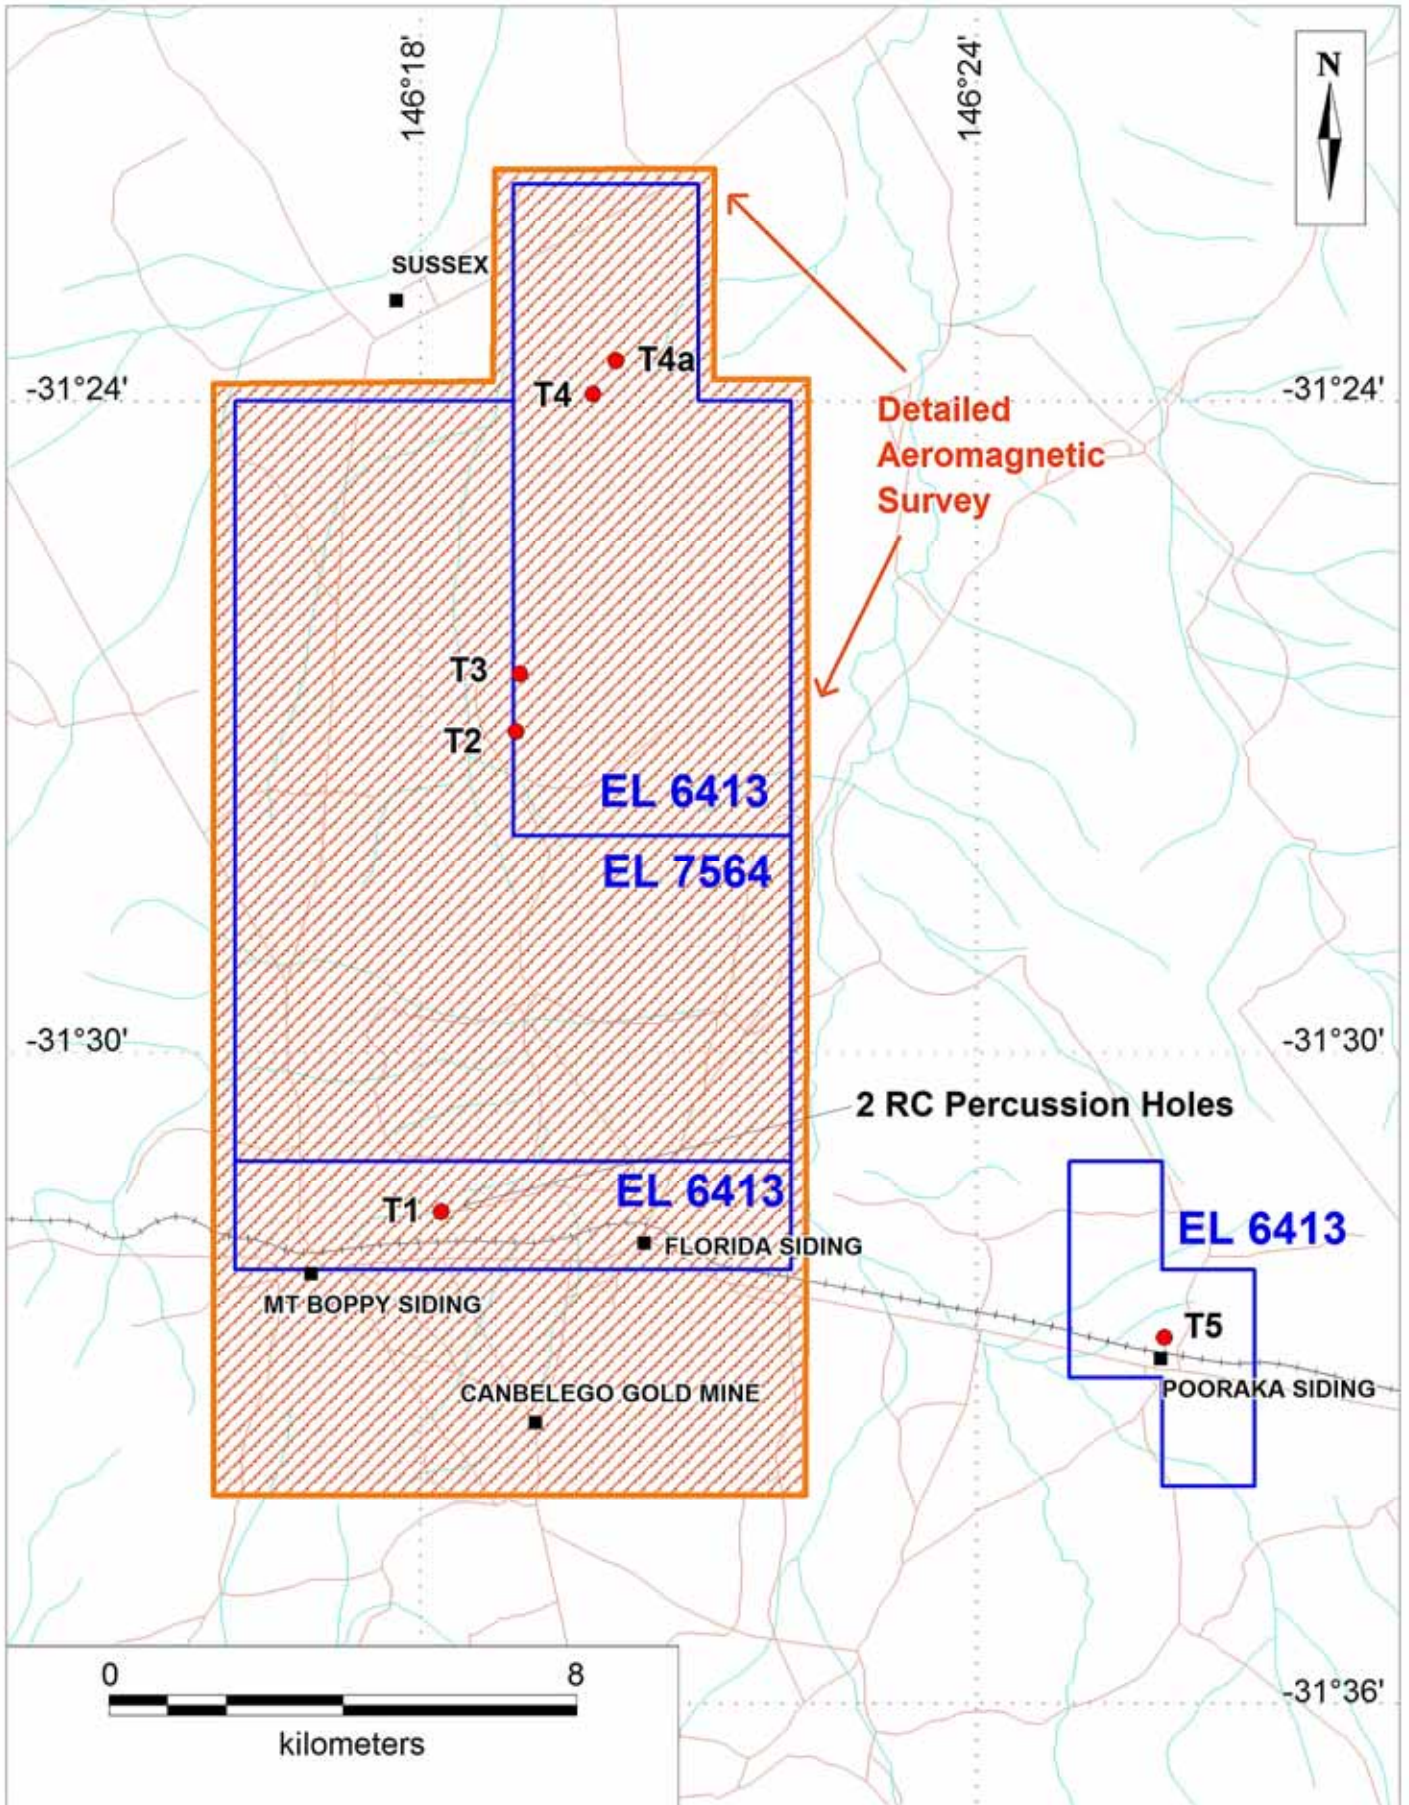 146°18'
146°24'
N
SUSSEX
T4a
T4
-31°24'
-31°24'
Detailed
Aeromagnetic
Survey
T3
T2
EL 6413
EL 7564
-31°30'
-31°30'
2 RC Percussion Holes
EL 6413
T1
EL 6413
FLORIDA SIDING
MT BOPPY SIDING
T5
POORAKA SIDING
CANBELEGO GOLD MINE
0 8
kilometers
-31°36'